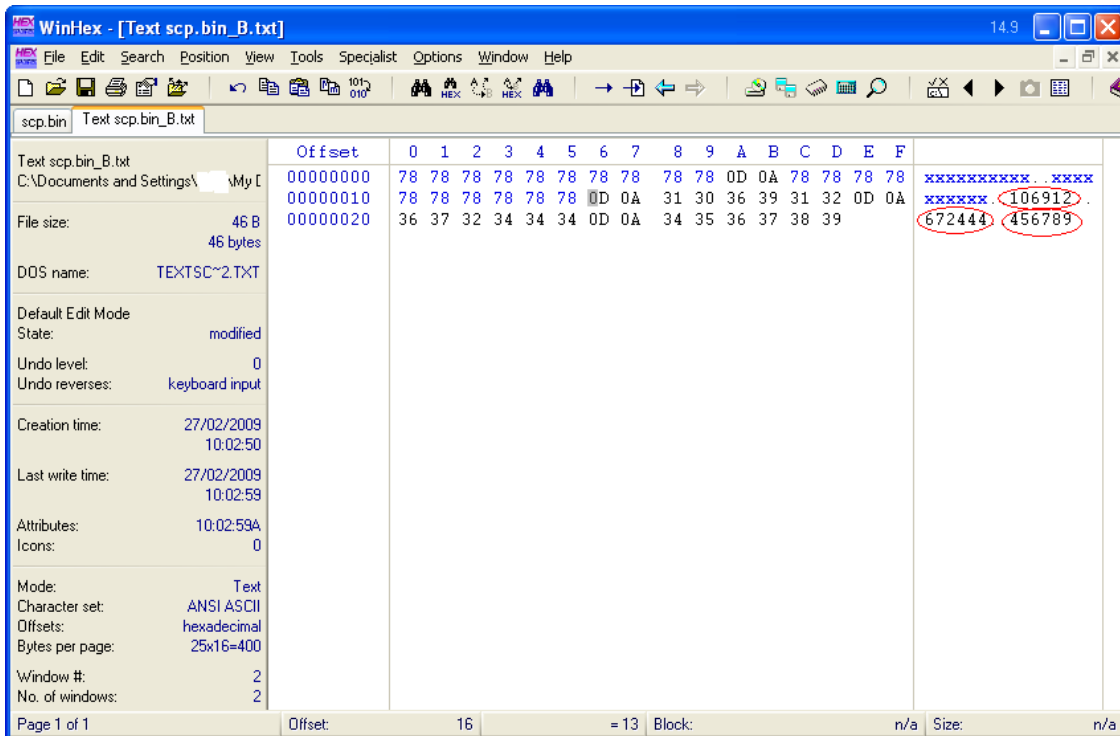 WinHex - [Text scp.bin_B.txt] 14.9
File Edit Search Position View Tools Specialist Options Window Help
scp.bin Text scp.bin_B.txt
Text scp.bin_B.txt
C:\Documents and Settings\ \My D
File size: 46 B
46 bytes
DOS name: TEXTSC~2.TXT
Default Edit Mode
State: modified
Undo level: 0
Undo reverses: keyboard input
Creation time: 27/02/2009
10:02:50
Last write time: 27/02/2009
10:02:59
Attributes: 10:02:59A
Icons: 0
Mode: Text
Character set: ANSI ASCII
Offsets: hexadecimal
Bytes per page: 25x16=400
Window #: 2
No. of windows: 2
Offset 0 1 2 3 4 5 6 7 8 9 A B C D E F
00000000 78 78 78 78 78 78 78 78 78 78 0D 0A 78 78 78 78 xxxxxxxxxx..xxxx
00000010 78 78 78 78 78 78 0D 0A 31 30 36 39 31 32 0D 0A xxxxxx. 106912 .
00000020 36 37 32 34 34 34 0D 0A 34 35 36 37 38 39 672444 456789
Page 1 of 1 Offset: 16 = 13 Block: n/a Size: n/a